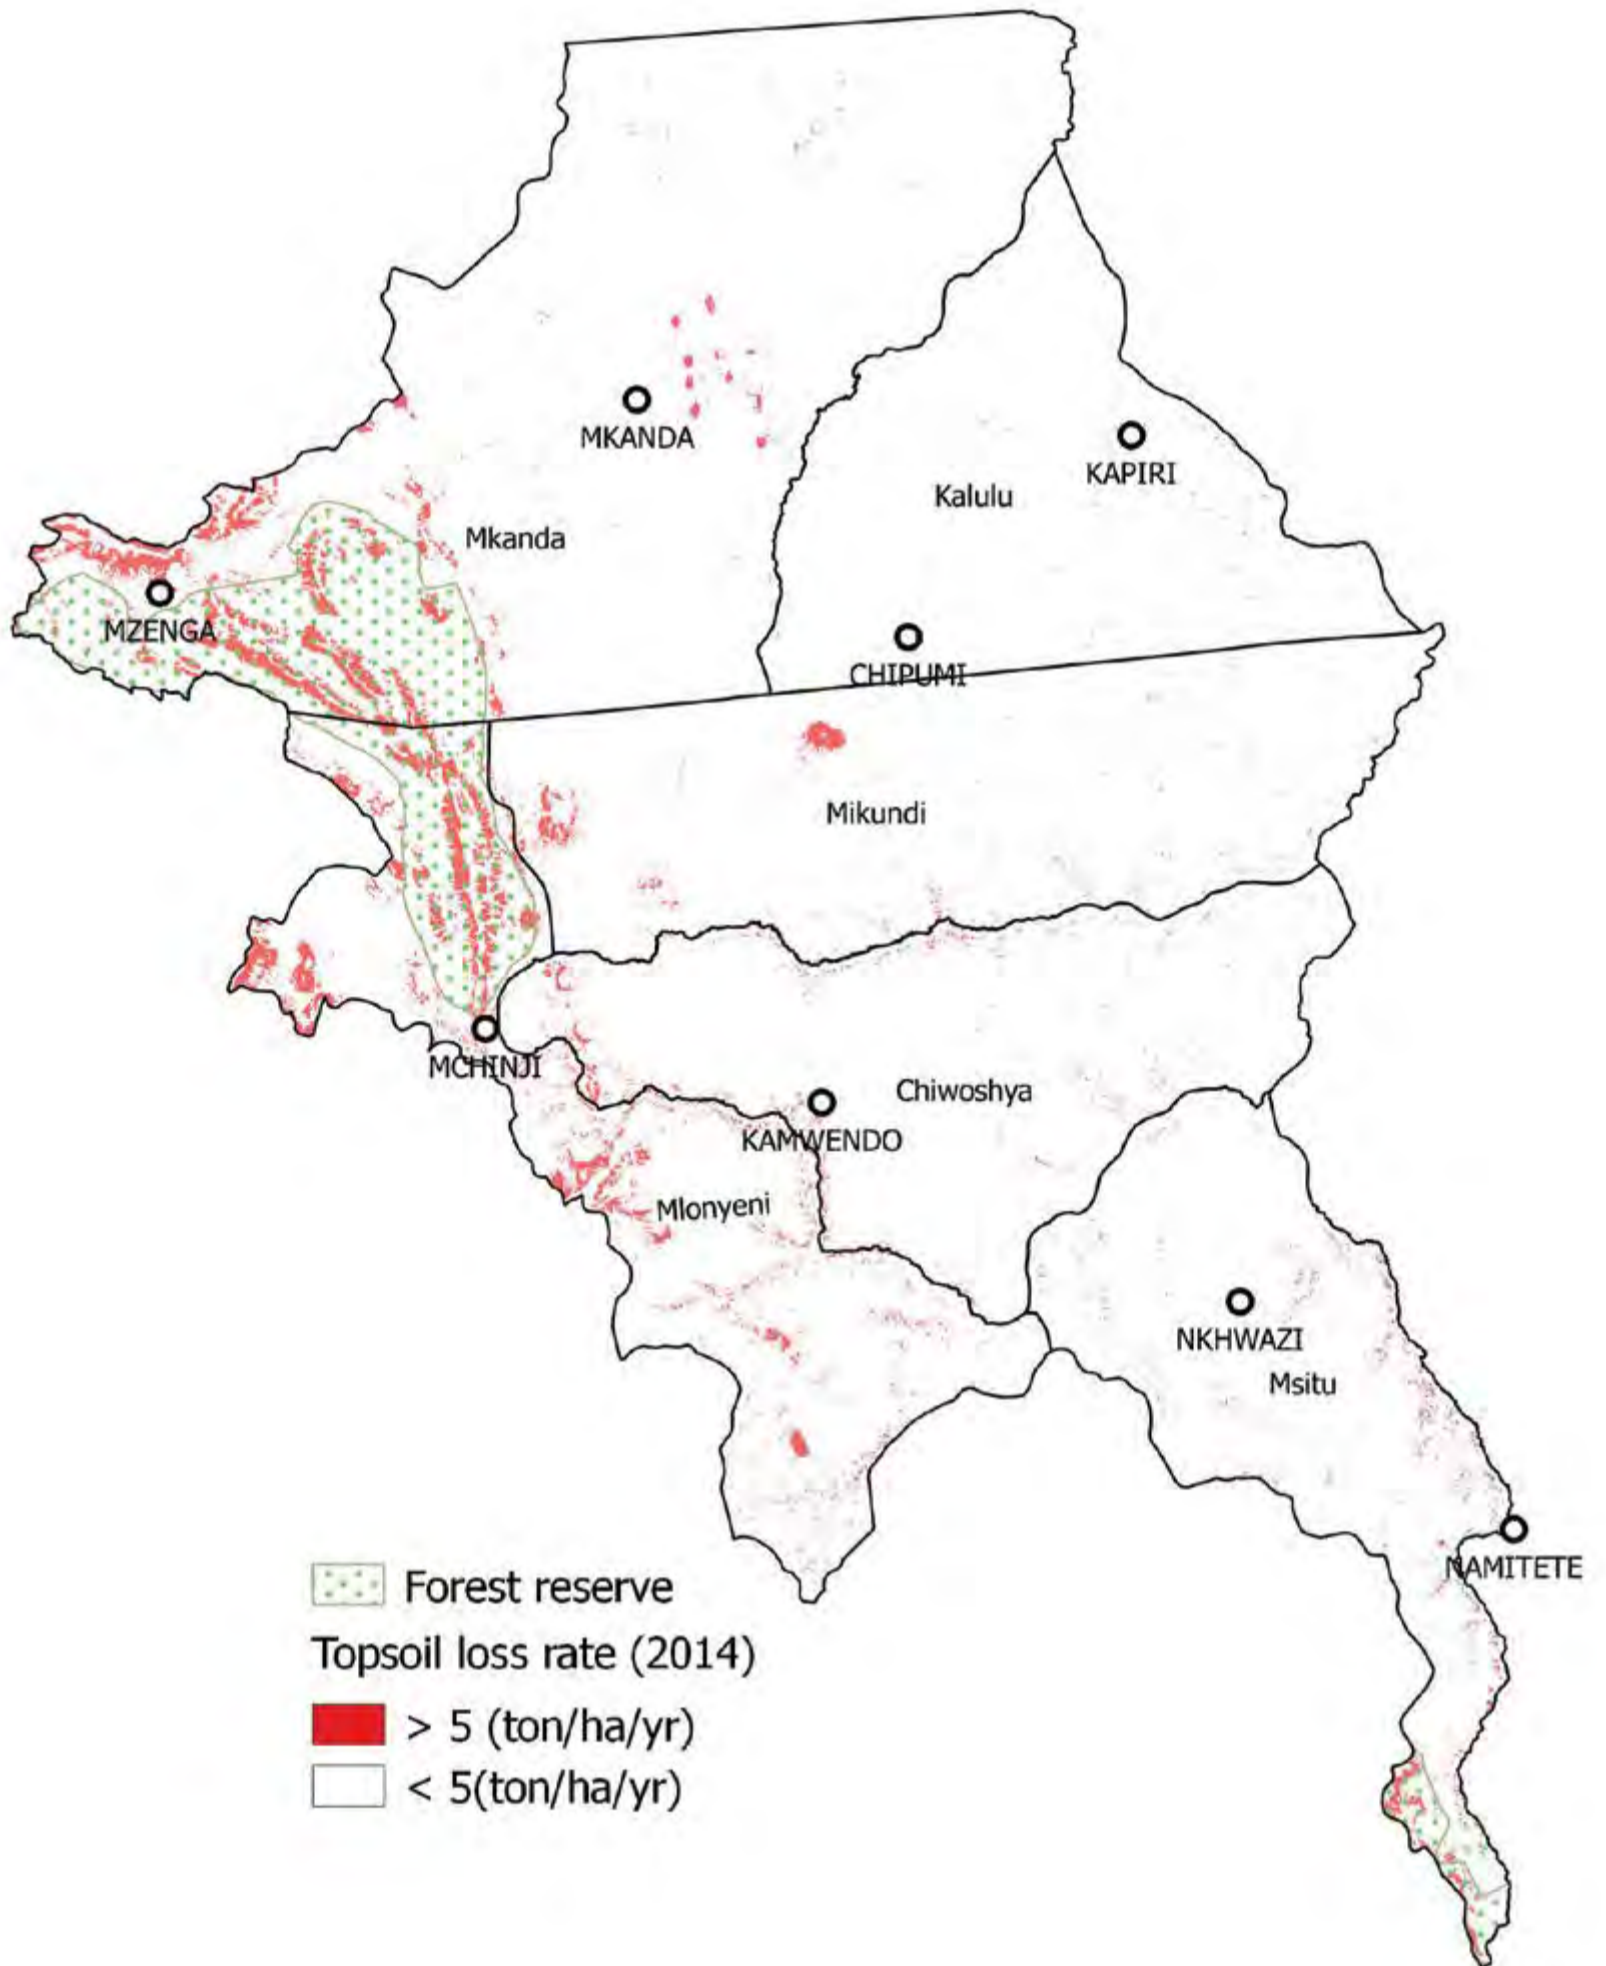 MKANDA
KAPIRI
Kalulu
Mkanda
MZENGA
CHIPUMI
Mikundi
MCHINJI
Chiwoshya
KAMWENDO
Mlonyeni
NKHWAZI
Msitu
NAMITETE
Forest reserve
Topsoil loss rate (2014)
> 5 (ton/ha/yr)
< 5(ton/ha/yr)